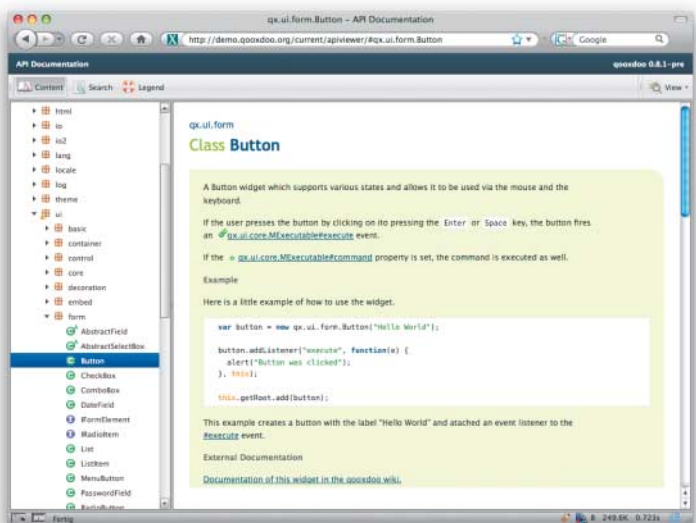 qx.ui.form.Button – API Documentation
http://demo.qooxdoo.org/current/apiviewer/#qx.ui.form.Button
Google
API Documentation
qooxdoo 0.8.1-pre
Content
Search
Legend
View
html
io
io2
lang
locale
log
theme
ui
basic
container
control
core
decoration
embed
form
AbstractField
AbstractSelectBox
Button
CheckBox
ComboBox
DateField
IFormElement
IRadioItem
List
ListItem
MenuButton
PasswordField
RadioButton
qx.ui.form
Class Button
A Button widget which supports various states and allows it to be used via the mouse and the
keyboard.
If the user presses the button by clicking on ito pressing the Enter or Space key, the button fires
an qx.ui.core.MExecutable#execute event.
If the qx.ui.core.MExecutable#command property is set, the command is executed as well.
Example
Here is a little example of how to use the widget.
var button = new qx.ui.form.Button("Hello World");
button.addListener("execute", function(e) {
alert("Button was clicked");
}, this);
this.getRoot.add(button);
This example creates a button with the label "Hello World" and atached an event listener to the
#execute event.
External Documentation
Documentation of this widget in the qooxdoo wiki.
Fertig
8 249.6K 0.723s